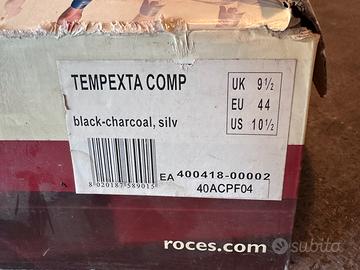 TEMPEXTA COMP
UK 9½
EU 44
US 10½
black-charcoal, silv
A
8 020187 589015
EA 400418-00002
40ACPF04
roces.com
subito